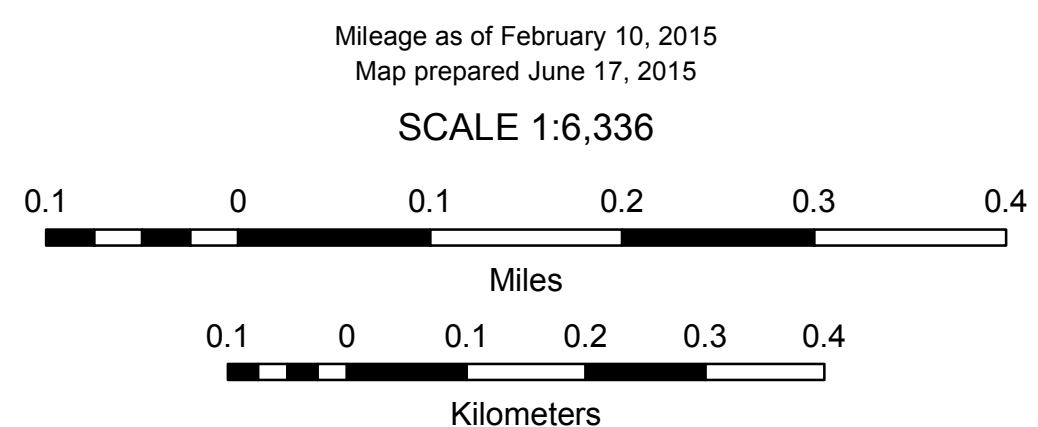 Mileage as of February 10, 2015
Map prepared June 17, 2015
SCALE 1:6,336
0.1 0 0.1 0.2 0.3 0.4
Miles
0.1 0 0.1 0.2 0.3 0.4
Kilometers